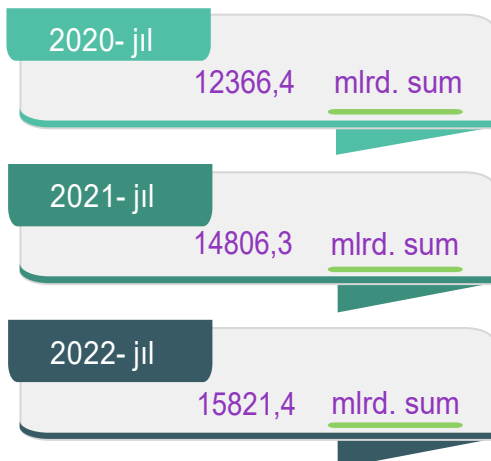 2020- jıl
12366,4 mlrd. sum
2021- jıl
14806,3 mlrd. sum
2022- jıl
15821,4 mlrd. sum